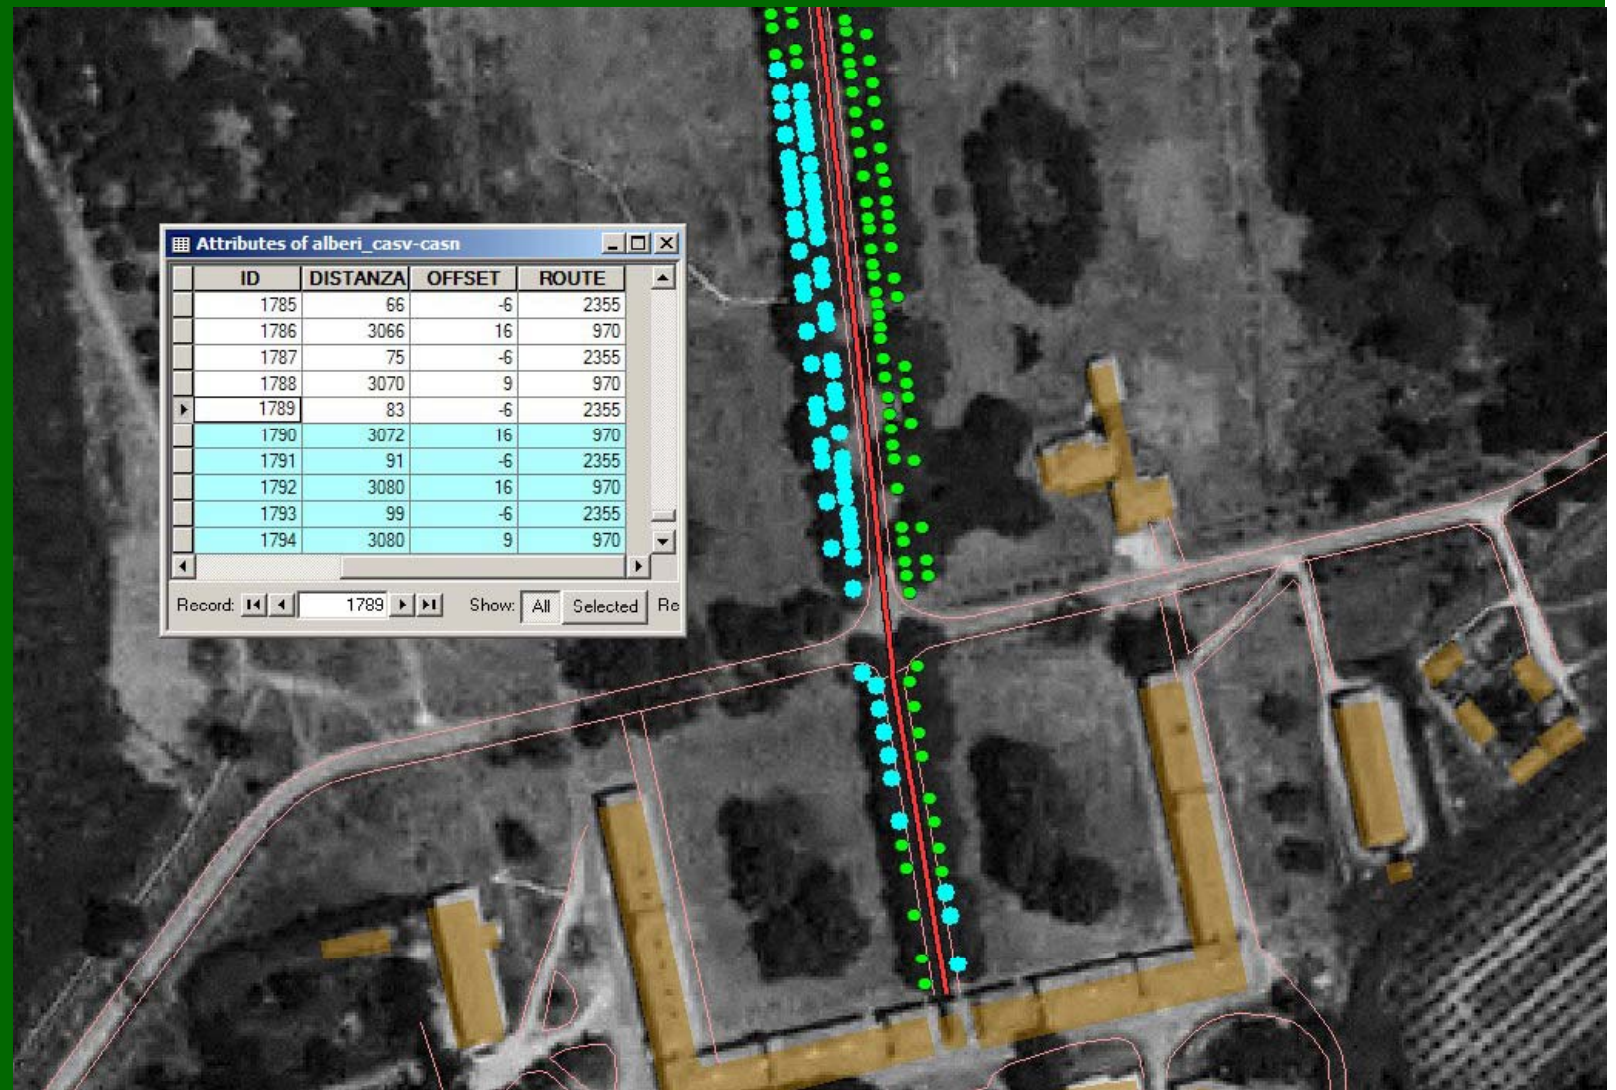 Attributes of alberi_casv-casn
ID DISTANZA OFFSET ROUTE
1785 66 -6 2355
1786 3066 16 970
1787 75 -6 2355
1788 3070 9 970
1789 83 -6 2355
1790 3072 16 970
1791 91 -6 2355
1792 3080 16 970
1793 99 -6 2355
1794 3080 9 970
Record: 1789 Show: All Selected Re